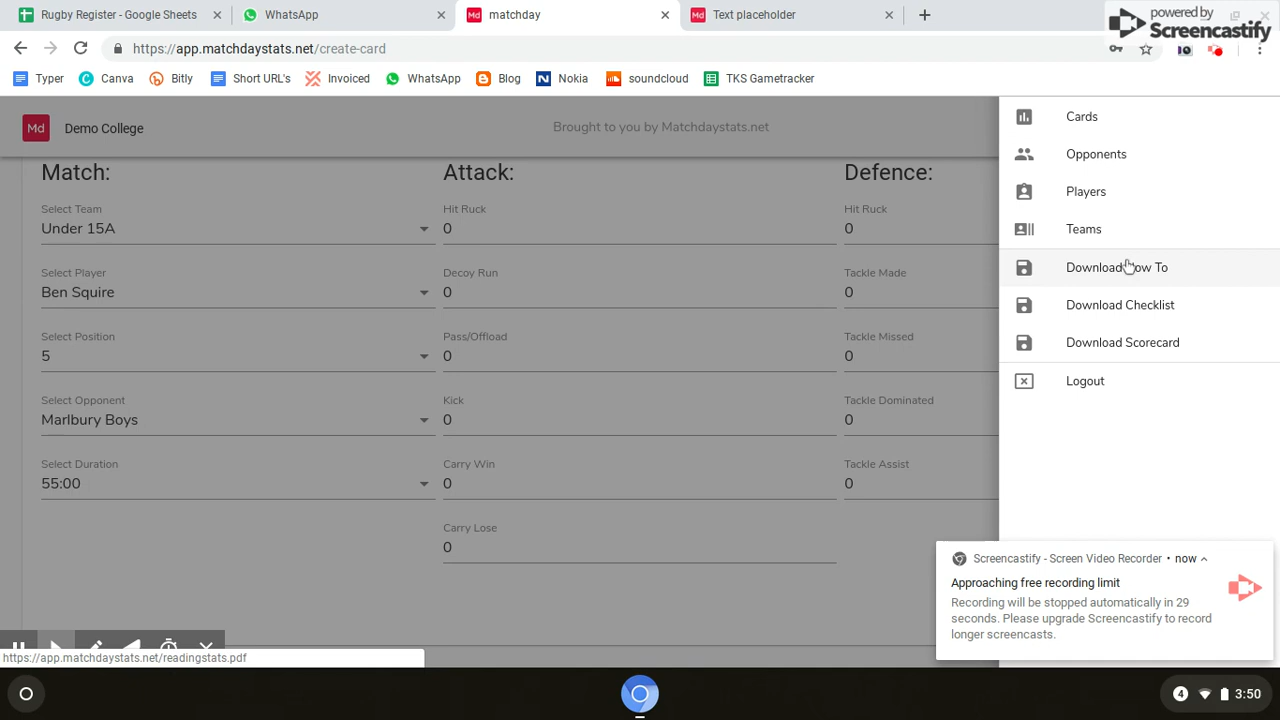 Rugby Register - Google Sheets
WhatsApp
matchday
Text placeholder
powered by
Screencastify
https://app.matchdaystats.net/create-card
Typer
Canva
Bitly
Short URL's
Invoiced
WhatsApp
Blog
Nokia
soundcloud
TKS Gametracker
Md
Demo College
Brought to you by Matchdaystats.net
Match:
Select Team
Under 15A
Select Player
Ben Squire
Select Position
5
Select Opponent
Marlbury Boys
Select Duration
55:00
Attack:
Hit Ruck
0
Decoy Run
0
Pass/Offload
0
Kick
0
Carry Win
0
Carry Lose
0
Defence:
Hit Ruck
0
Tackle Made
0
Tackle Missed
0
Tackle Dominated
0
Tackle Assist
0
Cards
Opponents
Players
Teams
Download How To
Download Checklist
Download Scorecard
Logout
Screencastify - Screen Video Recorder • now
Approaching free recording limit
Recording will be stopped automatically in 29
seconds. Please upgrade Screencastify to record
longer screencasts.
https://app.matchdaystats.net/readingstats.pdf
4
3:50